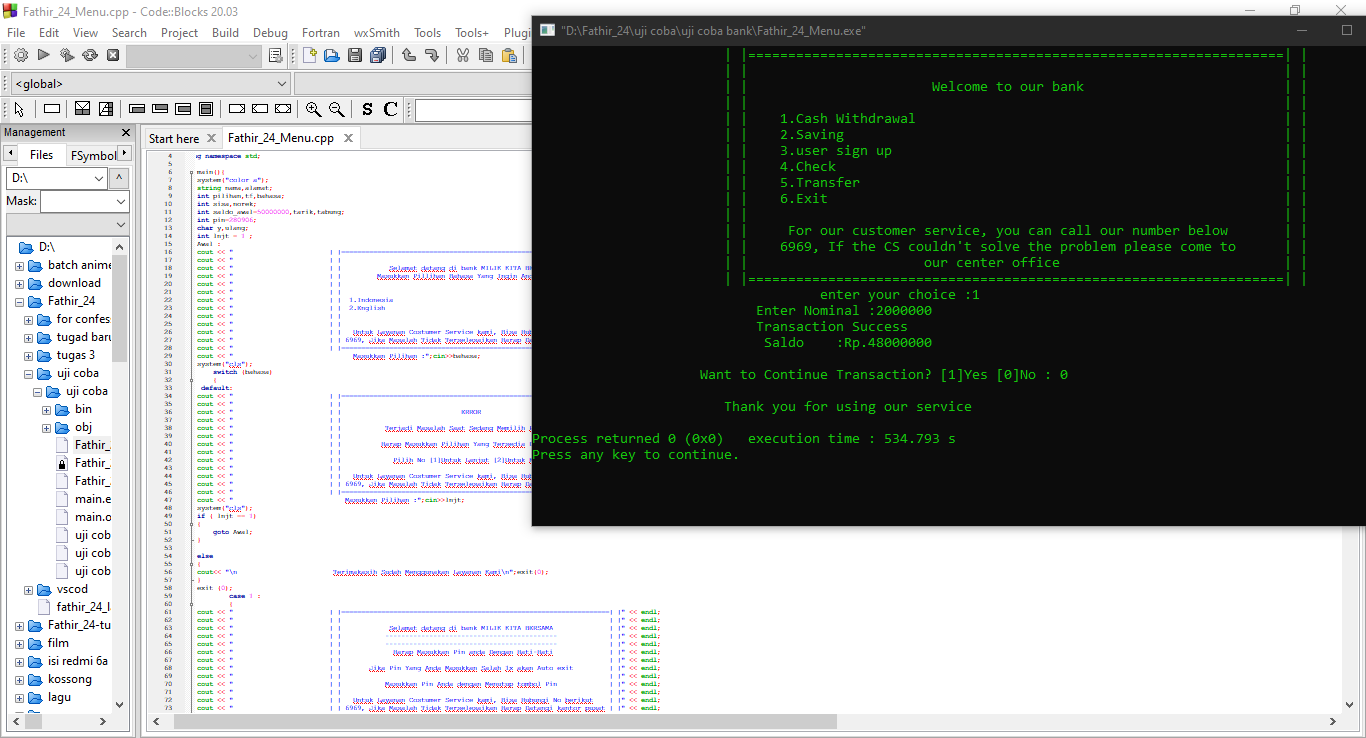 Fathir_24_Menu.cpp - Code::Blocks 20.03
File Edit View Search Project Build Debug Fortran wxSmith Tools Tools+ Plugi
<global>
S C
Management
Files FSymbol
D:\
Mask:
D:\
batch anime
download
Fathir_24
for confes
tugad baru
tugas 3
uji coba
uji coba
bin
obj
Fathir_
Fathir_
Fathir_
main.e
main.o
uji cob
uji cob
uji cob
vscod
fathir_24_l
Fathir_24-tu
film
isi redmi 6a
kossong
lagu
Start here Fathir_24_Menu.cpp
4 g namespace std;
5
6 main(){
7 system("color a");
8 string name,alamat;
9 int pilihan,tf,bahasa;
10 int sisa,norek;
11 int saldo_awal=50000000,tarik,tabung;
12 int pin=280906;
13 char y,ulang;
14 int lnjt = 1 ;
15 Awal :
16 cout << " | |==========
17 cout << " | |
18 cout << " | | Selamat datang di bank MILIK KITA BER
19 cout << " | | Masukkan Pilihan Bahasa Yang Ingin An
20 cout << " | |
21 cout << " | |
22 cout << " | | 1.Indonesia
23 cout << " | | 2.English
24 cout << " | |
25 cout << " | |
26 cout << " | | Untuk Layanan Costumer Service kami, Bisa Hub
27 cout << " | | 6969, Jika Masalah Tidak Terselesaikan Harap Da
28 cout << " | |==========
29 cout << " Masukkan Pilihan :";cin>>bahasa;
30 system("cls");
31 switch (bahasa)
32 {
33 default:
34 cout << " | |==========
35 cout << " | |
36 cout << " | | ERROR
37 cout << " | |
38 cout << " | | Terjadi Masalah Saat Sedang Memilih
39 cout << " | |
40 cout << " | | Harap Masukkan Pilihan Yang Tersedia
41 cout << " | |
42 cout << " | | Pilih No [1]Untuk Lanjut [2]Untuk
43 cout << " | |
44 cout << " | | Untuk Layanan Costumer Service kami, Bisa Hub
45 cout << " | | 6969, Jika Masalah Tidak Terselesaikan Harap Da
46 cout << " | |==========
47 cout << " Masukkan Pilihan :";cin>>lnjt;
48 system("cls");
49 if ( lnjt == 1)
50 {
51 goto Awal;
52 }
53
54 else
55 {
56 cout<< "\n Terimakasih Sudah Menggunakan Layanan Kami\n";exit(0);
57 }
58 exit (0);
59 case 1 :
60 {
61 cout << " | |==========| |" << endl;
62 cout << " | | | |" << endl;
63 cout << " | | Selamat datang di bank MILIK KITA BERSAMA | |" << endl;
64 cout << " | | ---------- | |" << endl;
65 cout << " | | ---------- | |" << endl;
66 cout << " | | Harap Masukkan Pin anda Dengan Hati-Hati | |" << endl;
67 cout << " | | | |" << endl;
68 cout << " | | Jika Pin Yang Anda Masukkan Salah 1x akan Auto exit | |" << endl;
69 cout << " | | | |" << endl;
70 cout << " | | Masukkan Pin Anda dengan Menekan tombol Pin | |" << endl;
71 cout << " | | | |" << endl;
72 cout << " | | Untuk Layanan Costumer Service kami, Bisa Hubungi No berikut | |" << endl;
73 cout << " | | 6969, Jika Masalah Tidak Terselesaikan Harap Datangi kantor pusat | |" << endl;
"D:\Fathir_24\uji coba\uji coba bank\Fathir_24_Menu.exe"
Welcome to our bank
1.Cash Withdrawal
2.Saving
3.user sign up
4.Check
5.Transfer
6.Exit
For our customer service, you can call our number below
6969, If the CS couldn't solve the problem please come to
our center office
enter your choice :1
Enter Nominal :2000000
Transaction Success
Saldo :Rp.48000000
Want to Continue Transaction? [1]Yes [0]No : 0
Thank you for using our service
Process returned 0 (0x0) execution time : 534.793 s
Press any key to continue.